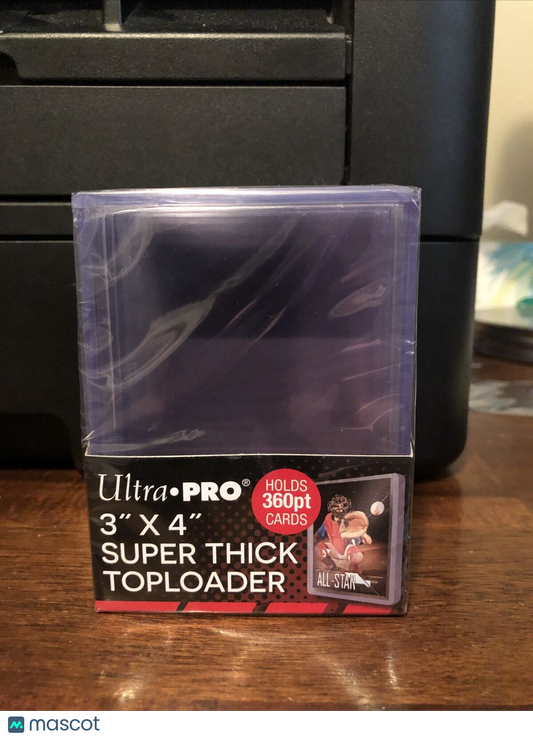 Ultra•PRO®
HOLDS
360pt
CARDS
3" X 4"
SUPER THICK
TOPLOADER
ALL-STAR
mascot